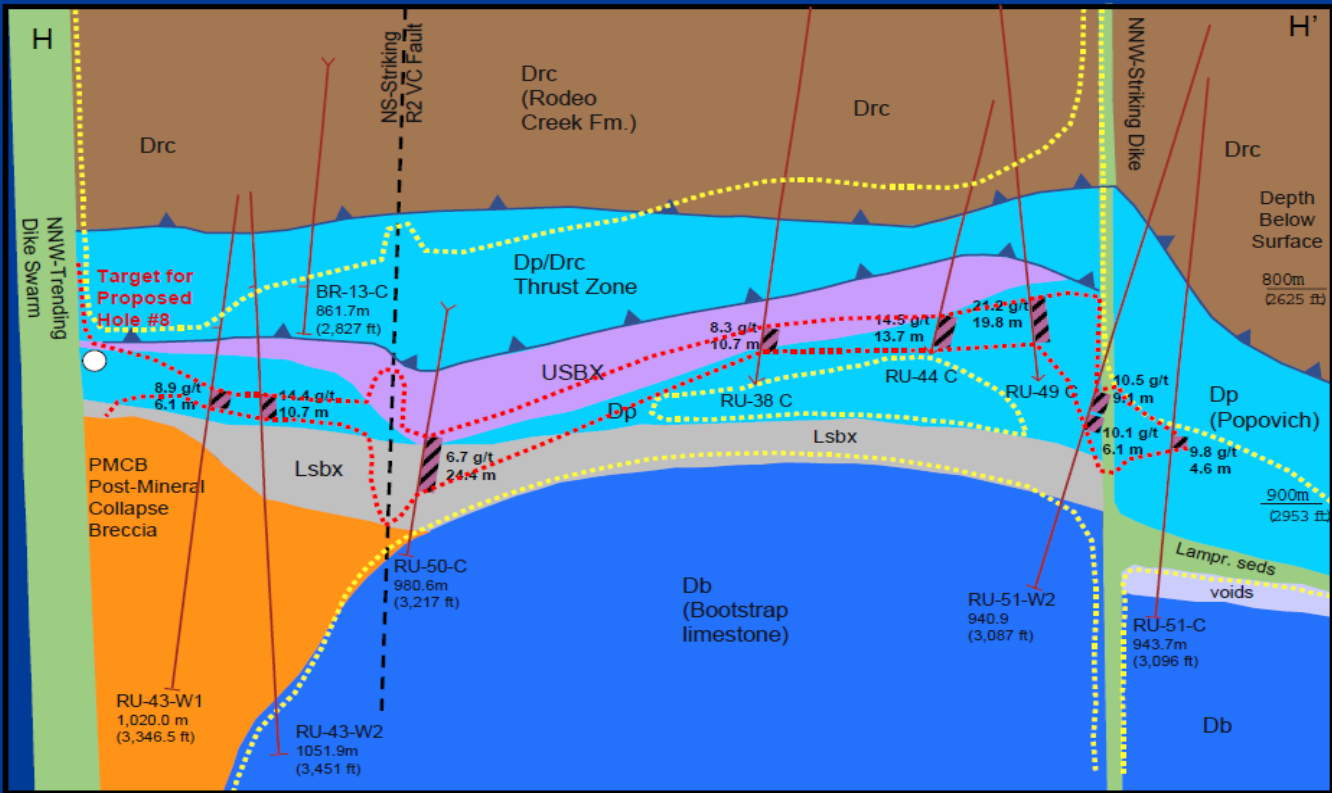 H
H'
NNW-Trending
Dike Swarm
NS-Striking
R2 VC Fault
NNW-Striking Dike
Drc
Drc
(Rodeo
Creek Fm.)
Drc
Drc
Depth
Below
Surface
800m
(2625 ft)
Target for
Proposed
Hole #8
BR-13-C
861.7m
(2,827 ft)
Dp/Drc
Thrust Zone
USBX
8.3 g/t
10.7 m
14.5 g/t
13.7 m
21.2 g/t
19.8 m
RU-44 C
RU-38 C
RU-49 C
8.9 g/t
6.1 m
14.4 g/t
10.7 m
Dp
10.5 g/t
9.1 m
Dp
(Popovich)
10.1 g/t
6.1 m
9.8 g/t
4.6 m
Lsbx
Lsbx
6.7 g/t
24.4 m
900m
(2953 ft)
PMCB
Post-Mineral
Collapse
Breccia
Lampr. seds
voids
RU-50-C
980.6m
(3,217 ft)
Db
(Bootstrap
limestone)
RU-51-W2
940.9
(3,087 ft)
RU-51-C
943.7m
(3,096 ft)
RU-43-W1
1,020.0 m
(3,346.5 ft)
RU-43-W2
1051.9m
(3,451 ft)
Db